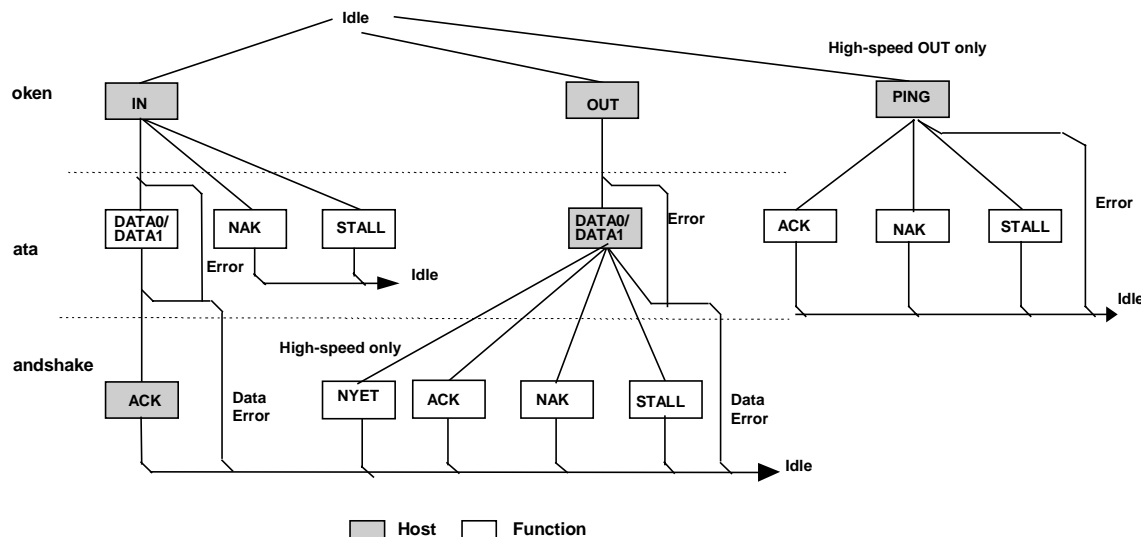 Idle
High-speed OUT only
oken
IN
OUT
PING
DATA0/
DATA1
NAK
STALL
DATA0/
DATA1
Error
ACK
NAK
STALL
Error
ata
Error
Idle
Idle
High-speed only
andshake
ACK
Data
Error
NYET
ACK
NAK
STALL
Data
Error
Idle
Host
Function